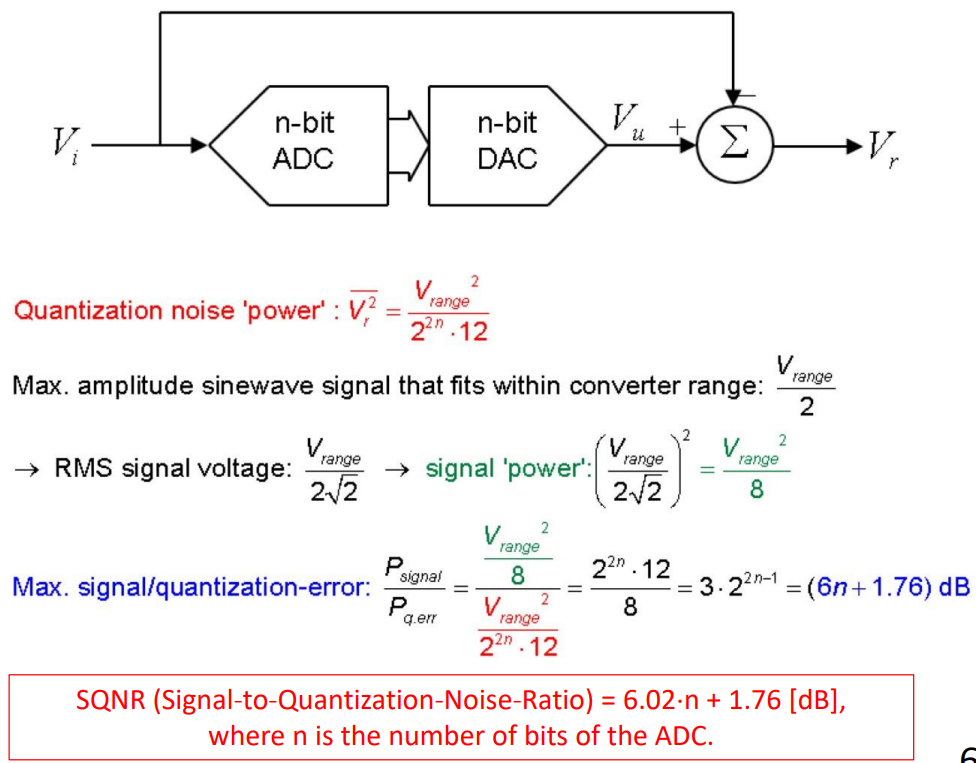 n-bit ADC
n-bit DAC
V_i
V_u
+
−
Σ
V_r
Quantization noise 'power' : \overline{V_r^2} = \frac{V_{range}^2}{2^{2n} \cdot 12}
Max. amplitude sinewave signal that fits within converter range: \frac{V_{range}}{2}
→ RMS signal voltage: \frac{V_{range}}{2\sqrt{2}} → signal 'power': \left(\frac{V_{range}}{2\sqrt{2}}\right)^2 = \frac{V_{range}^2}{8}
Max. signal/quantization-error: \frac{P_{signal}}{P_{q.err}} = \frac{\frac{V_{range}^2}{8}}{\frac{V_{range}^2}{2^{2n} \cdot 12}} = \frac{2^{2n} \cdot 12}{8} = 3 \cdot 2^{2n-1} = (6n + 1.76) dB
SQNR (Signal-to-Quantization-Noise-Ratio) = 6.02·n + 1.76 [dB],
where n is the number of bits of the ADC.